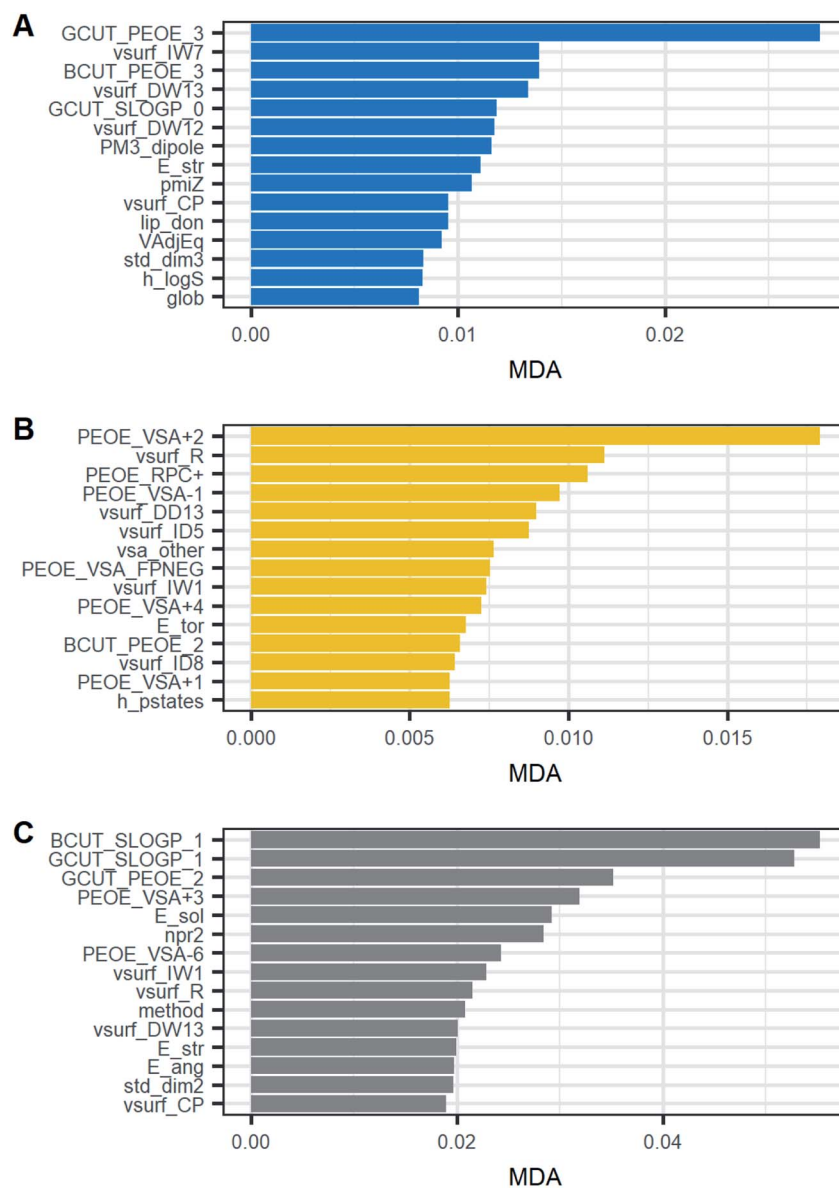 A
GCUT_PEOE_3
vsurf_IW7
BCUT_PEOE_3
vsurf_DW13
GCUT_SLOGP_0
vsurf_DW12
PM3_dipole
E_str
pmiZ
vsurf_CP
lip_don
VAdjEq
std_dim3
h_logS
glob
0.00 0.01 0.02
MDA
B
PEOE_VSA+2
vsurf_R
PEOE_RPC+
PEOE_VSA-1
vsurf_DD13
vsurf_ID5
vsa_other
PEOE_VSA_FPNEG
vsurf_IW1
PEOE_VSA+4
E_tor
BCUT_PEOE_2
vsurf_ID8
PEOE_VSA+1
h_pstates
0.000 0.005 0.010 0.015
MDA
C
BCUT_SLOGP_1
GCUT_SLOGP_1
GCUT_PEOE_2
PEOE_VSA+3
E_sol
npr2
PEOE_VSA-6
vsurf_IW1
vsurf_R
method
vsurf_DW13
E_str
E_ang
std_dim2
vsurf_CP
0.00 0.02 0.04
MDA